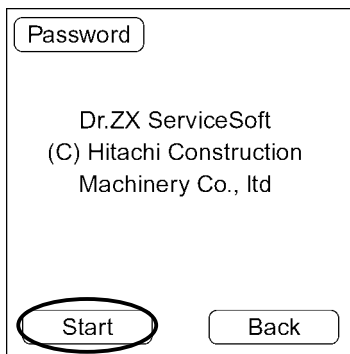 Password
Dr.ZX ServiceSoft
(C) Hitachi Construction
Machinery Co., ltd
Start
Back